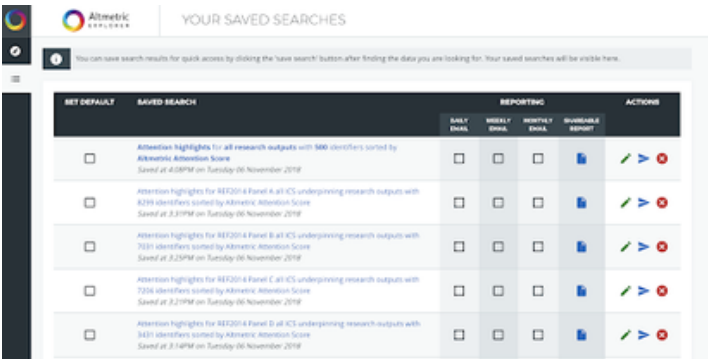 Altmetric
EXPLORER
YOUR SAVED SEARCHES
You can save search results for quick access by clicking the 'save search' button after finding the data you are looking for. Your saved searches will be visible here.
SET DEFAULT SAVED SEARCH REPORTING ACTIONS
DAILY EMAIL WEEKLY EMAIL MONTHLY EMAIL SHAREABLE REPORT
Attention highlights for all research outputs with 500 identifiers sorted by
Altmetric Attention Score
Saved at 4:08PM on Tuesday 06 November 2018
Attention highlights for REF2014 Panel A all ICS underpinning research outputs with
8299 identifiers sorted by Altmetric Attention Score
Saved at 3:31PM on Tuesday 06 November 2018
Attention highlights for REF2014 Panel B all ICS underpinning research outputs with
7031 identifiers sorted by Altmetric Attention Score
Saved at 3:25PM on Tuesday 06 November 2018
Attention highlights for REF2014 Panel C all ICS underpinning research outputs with
7204 identifiers sorted by Altmetric Attention Score
Saved at 3:21PM on Tuesday 06 November 2018
Attention highlights for REF2014 Panel D all ICS underpinning research outputs with
3431 identifiers sorted by Altmetric Attention Score
Saved at 3:14PM on Tuesday 06 November 2018